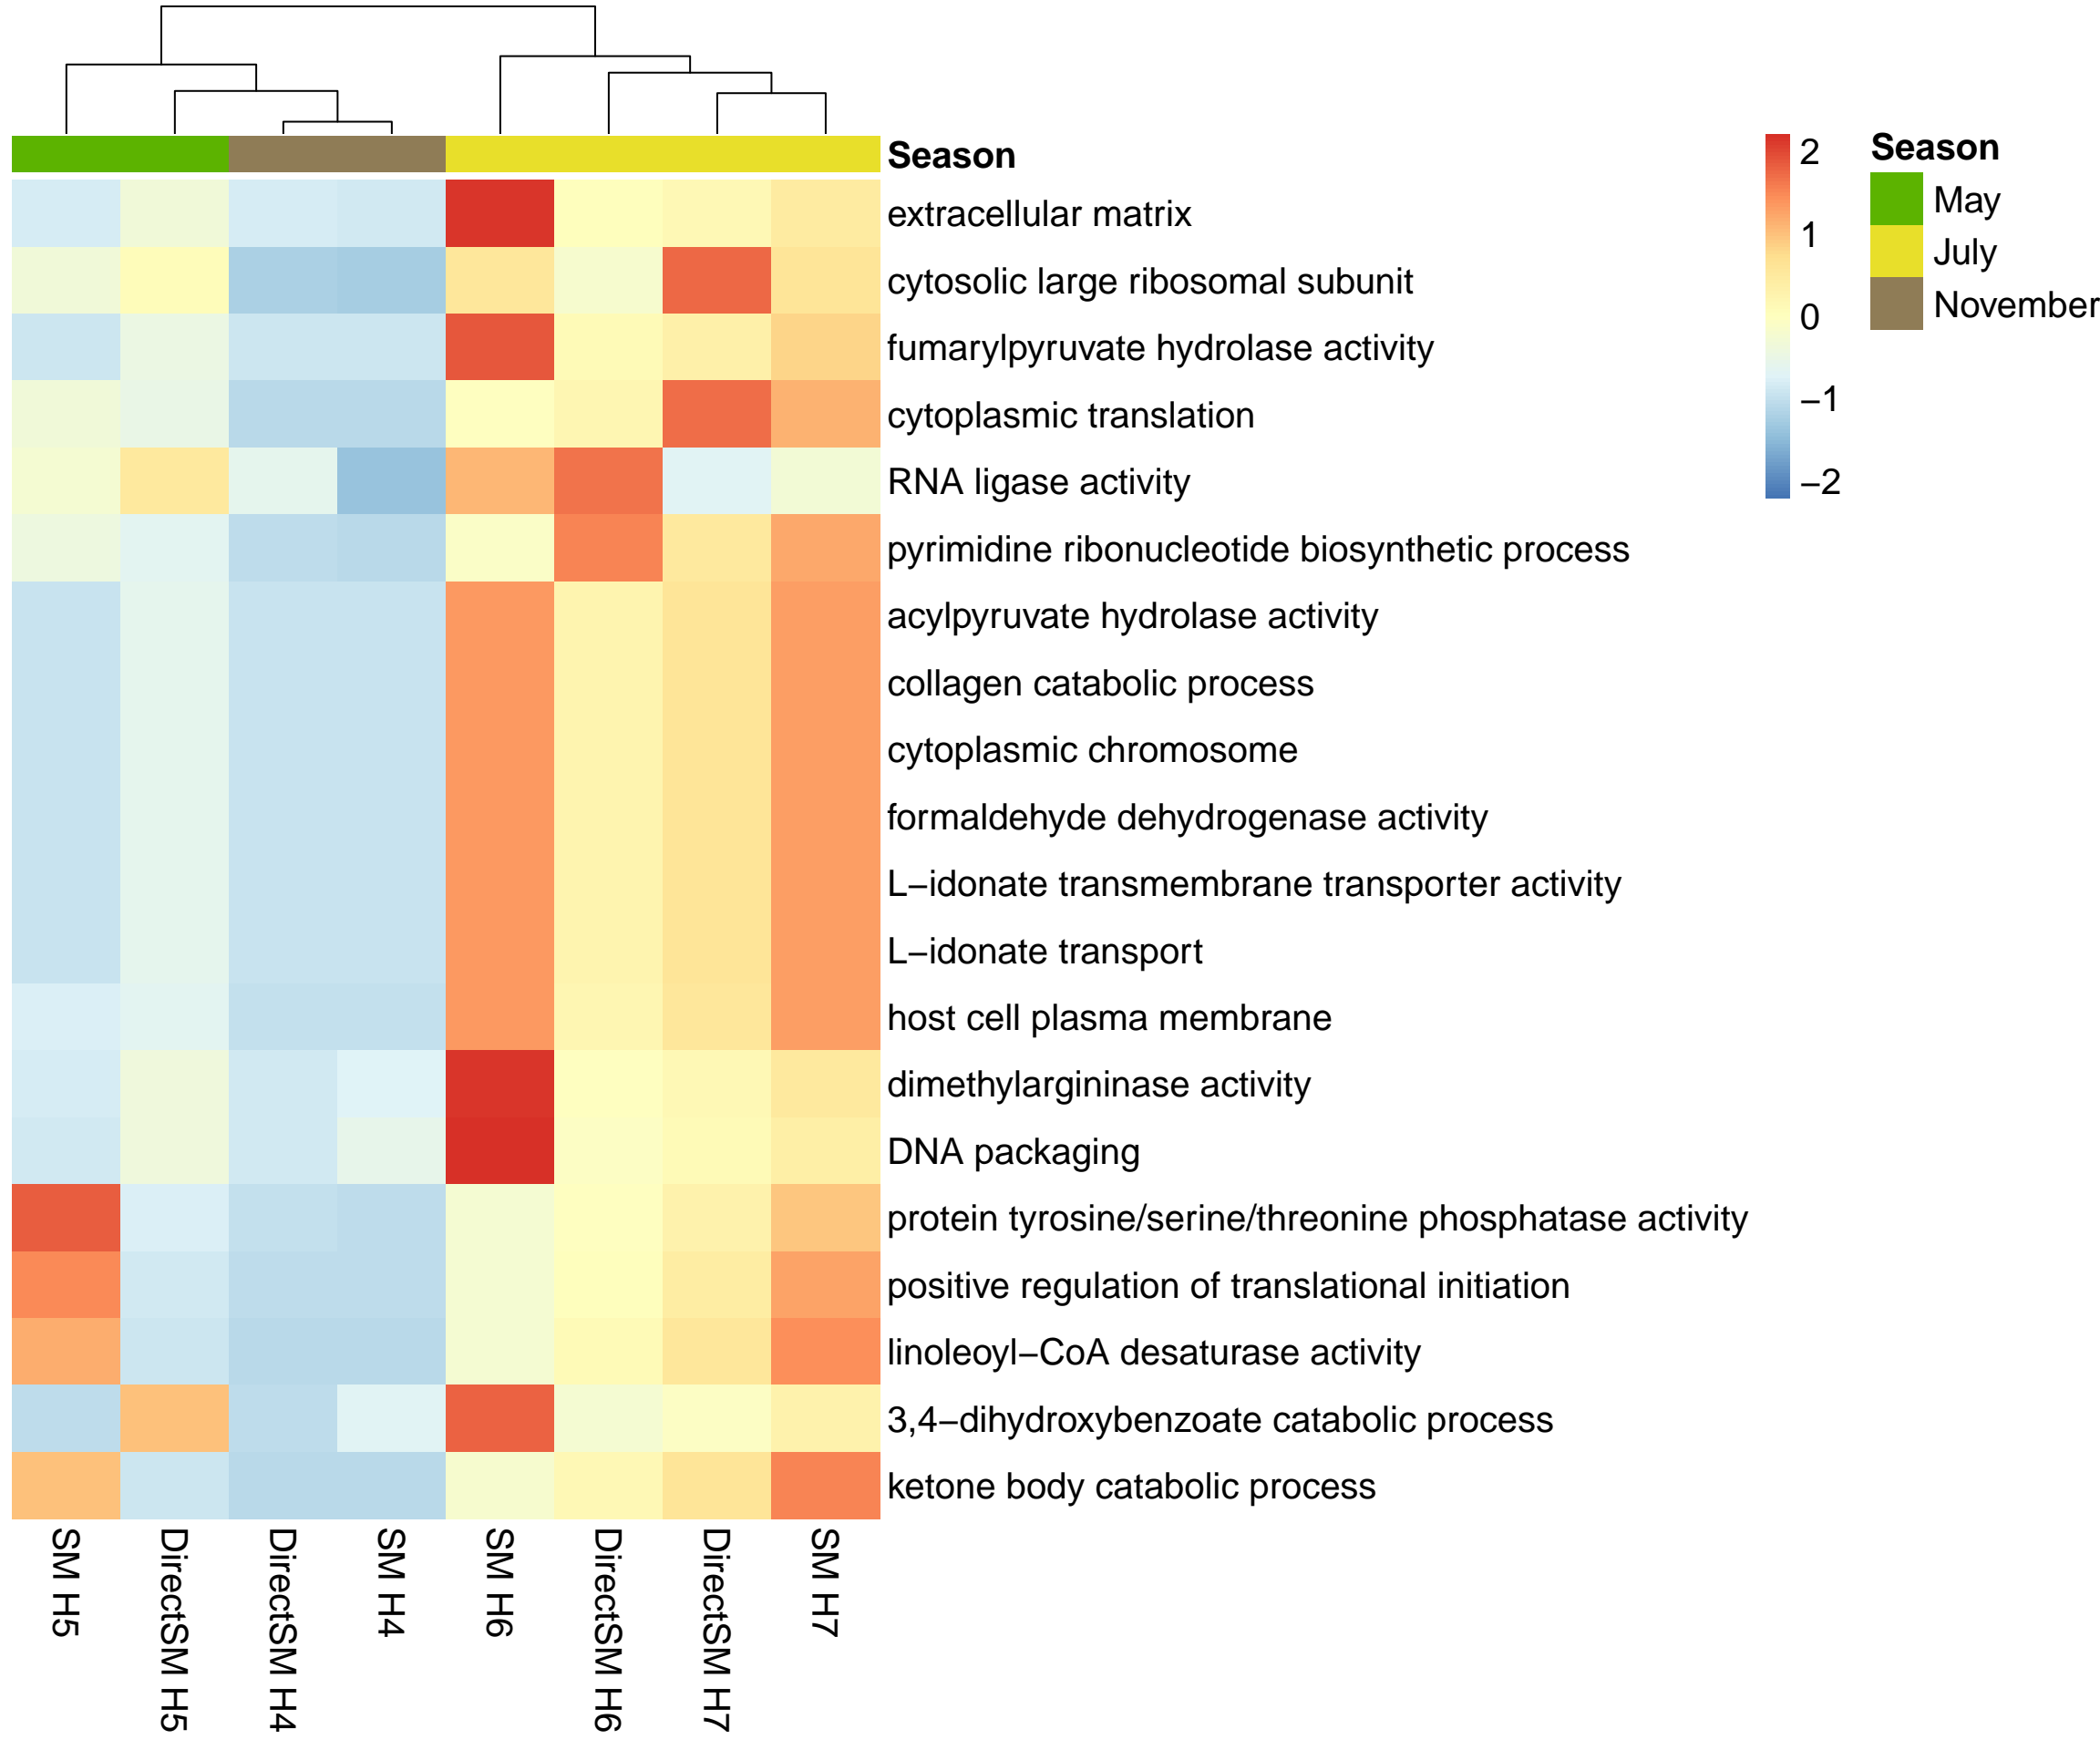 Season
extracellular matrix
cytosolic large ribosomal subunit
fumarylpyruvate hydrolase activity
cytoplasmic translation
RNA ligase activity
pyrimidine ribonucleotide biosynthetic process
acylpyruvate hydrolase activity
collagen catabolic process
cytoplasmic chromosome
formaldehyde dehydrogenase activity
L−idonate transmembrane transporter activity
L−idonate transport
host cell plasma membrane
dimethylargininase activity
DNA packaging
protein tyrosine/serine/threonine phosphatase activity
positive regulation of translational initiation
linoleoyl−CoA desaturase activity
3,4−dihydroxybenzoate catabolic process
ketone body catabolic process
SM H5
DirectSM H5
DirectSM H4
SM H4
SM H6
DirectSM H6
DirectSM H7
SM H7
2
1
0
−1
−2
Season
May
July
November